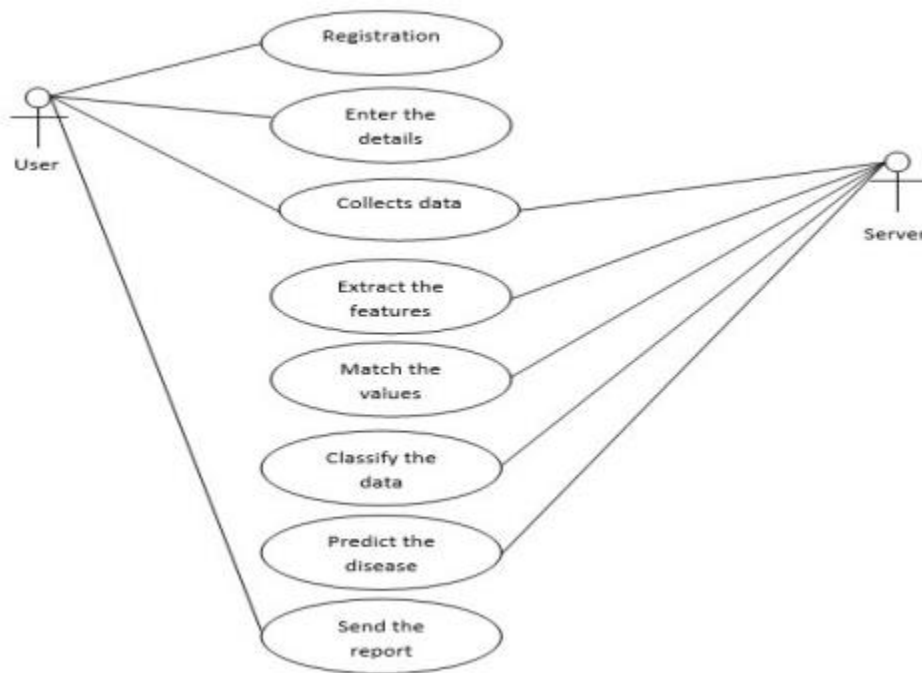 Registration
Enter the
details
User
Collects data
Server
Extract the
features
Match the
values
Classify the
data
Predict the
disease
Send the
report